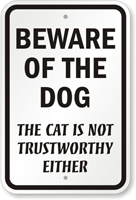 BEWARE
OF THE
DOG
THE CAT IS NOT
TRUSTWORTHY
EITHER